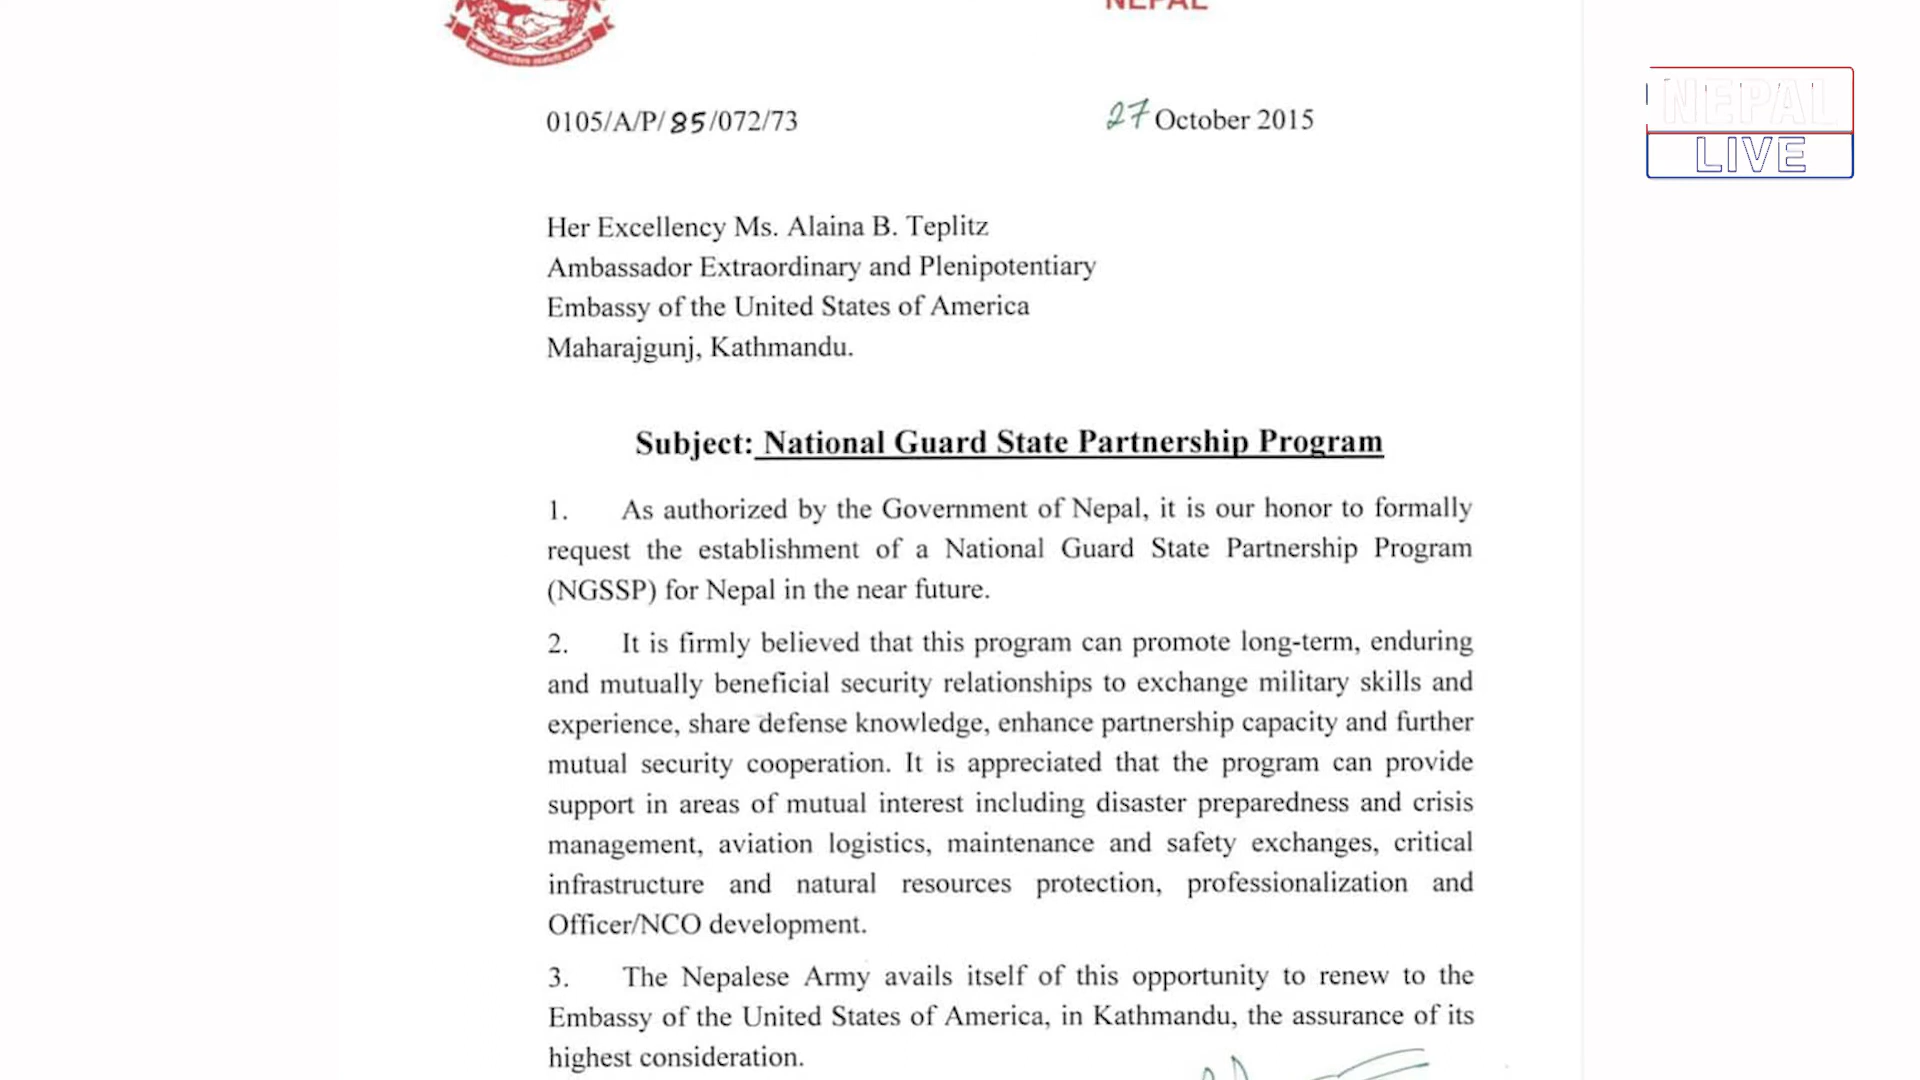 NEPAL
0105/A/P/85/072/73
27 October 2015
NEPAL
LIVE
Her Excellency Ms. Alaina B. Teplitz
Ambassador Extraordinary and Plenipotentiary
Embassy of the United States of America
Maharajgunj, Kathmandu.
Subject: National Guard State Partnership Program
1. As authorized by the Government of Nepal, it is our honor to formally
request the establishment of a National Guard State Partnership Program
(NGSSP) for Nepal in the near future.
2. It is firmly believed that this program can promote long-term, enduring
and mutually beneficial security relationships to exchange military skills and
experience, share defense knowledge, enhance partnership capacity and further
mutual security cooperation. It is appreciated that the program can provide
support in areas of mutual interest including disaster preparedness and crisis
management, aviation logistics, maintenance and safety exchanges, critical
infrastructure and natural resources protection, professionalization and
Officer/NCO development.
3. The Nepalese Army avails itself of this opportunity to renew to the
Embassy of the United States of America, in Kathmandu, the assurance of its
highest consideration.